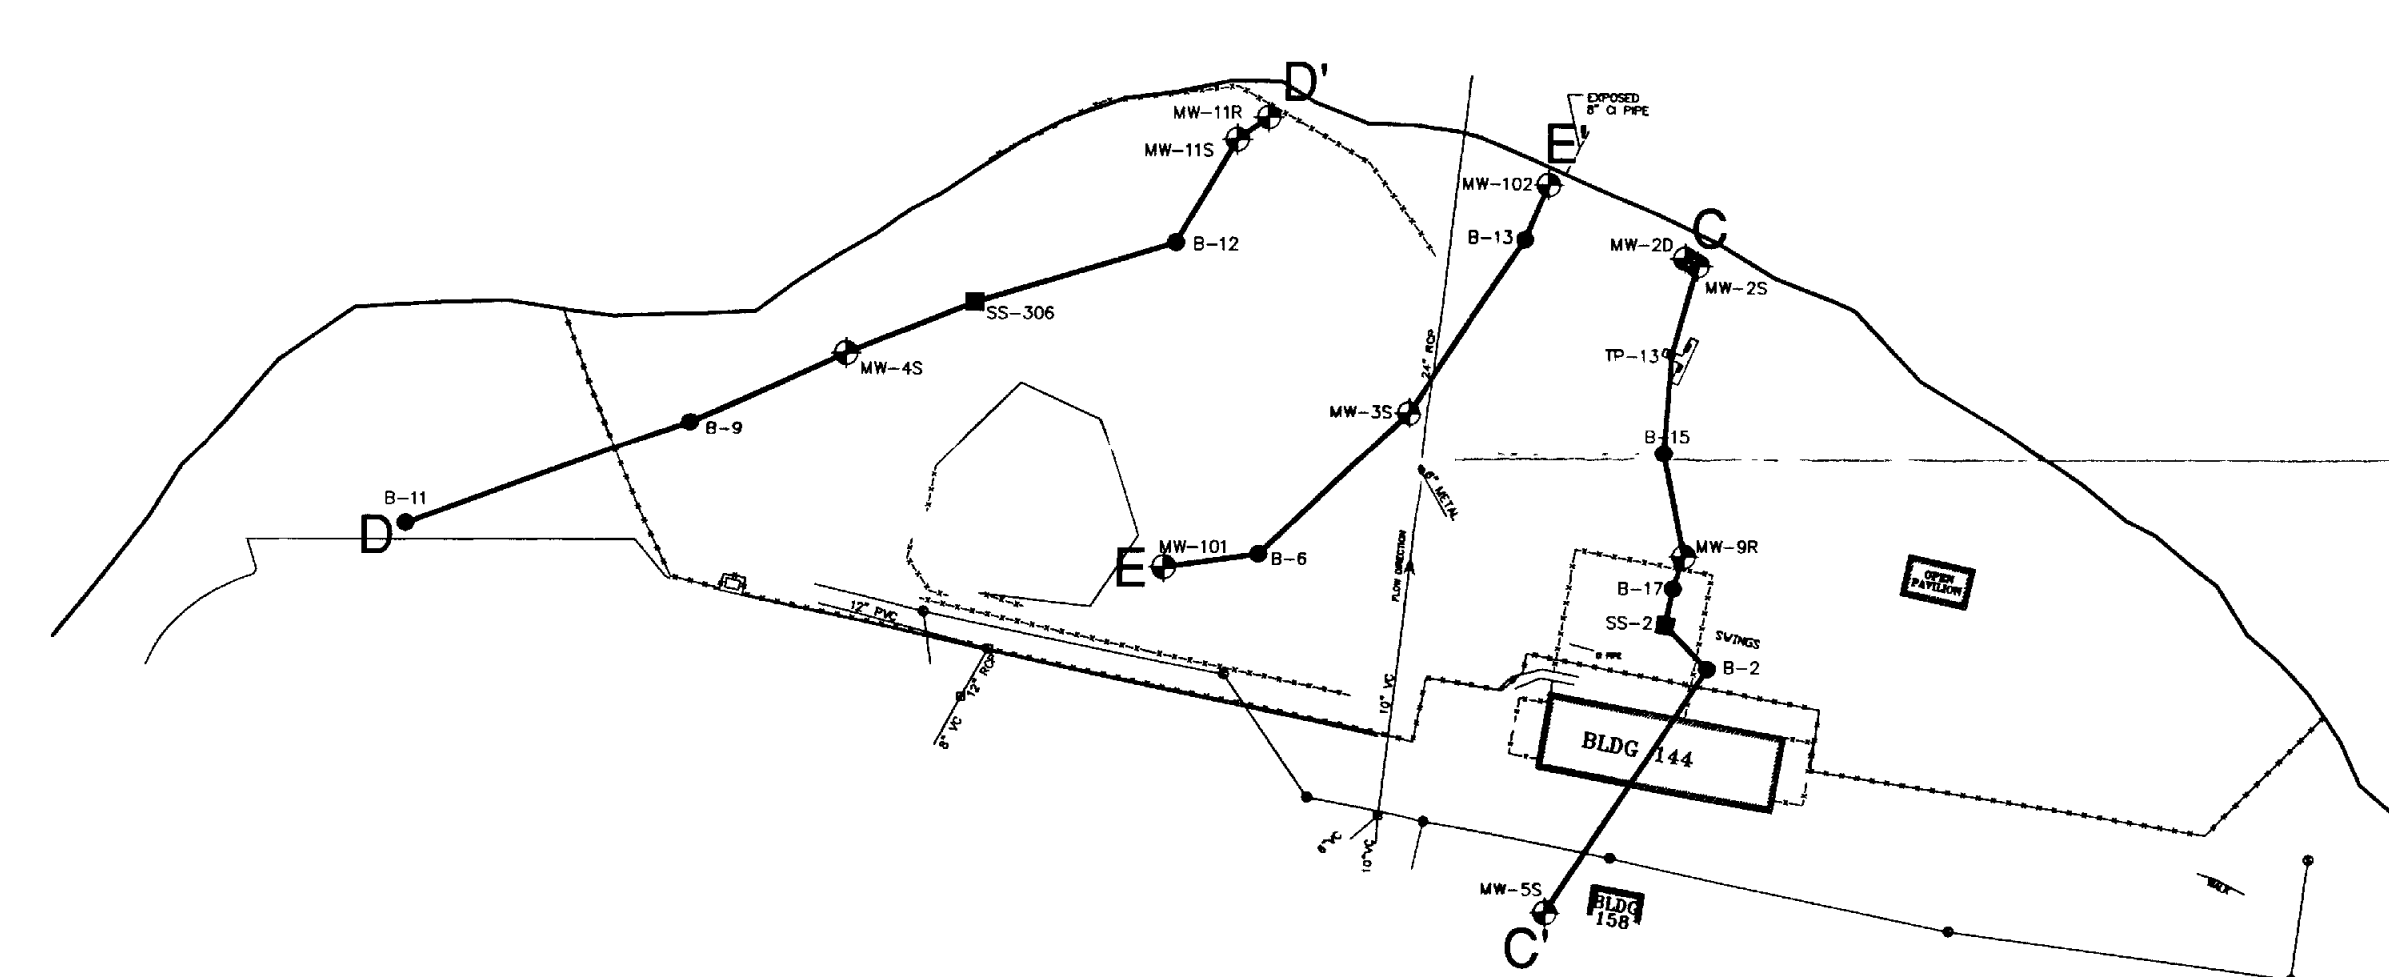 D'
EXPOSED
8" CI PIPE
MW-11R
E'
MW-11S
MW-102
C
B-13
B-12
MW-2D
MW-2S
SS-306
24" RCP
TP-13
MW-4S
MW-3S
B-9
B-15
METAL
B-11
D
MW-101
E
B-6
MW-9R
FLOW DIRECTION
B-17
OPEN
PAVILION
12" PVC
SS-2
SWINGS
PIPE
B-2
12" RCP
10" VC
8" VC
BLDG 144
6" VC
10" VC
MW-5S
BLDG
158
WALK
C'